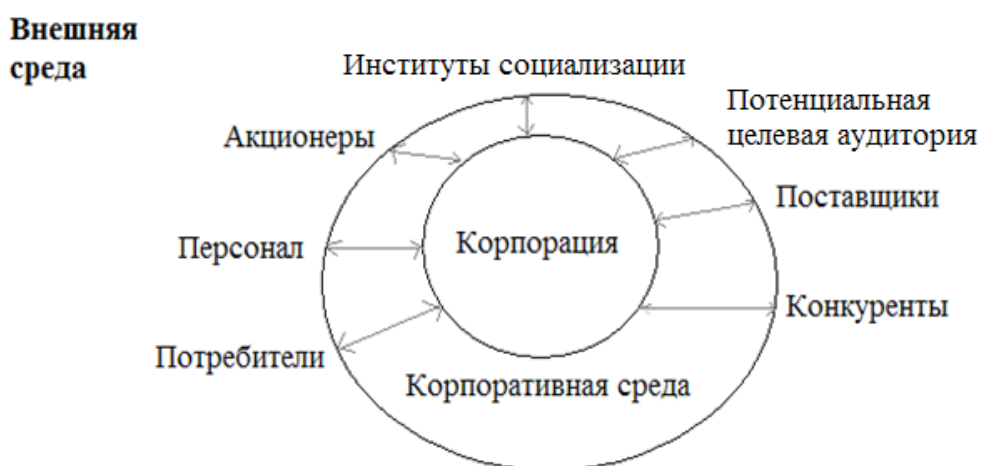 Внешняя
среда
Институты социализации
Потенциальная
целевая аудитория
Акционеры
Поставщики
Персонал
Корпорация
Конкуренты
Потребители
Корпоративная среда